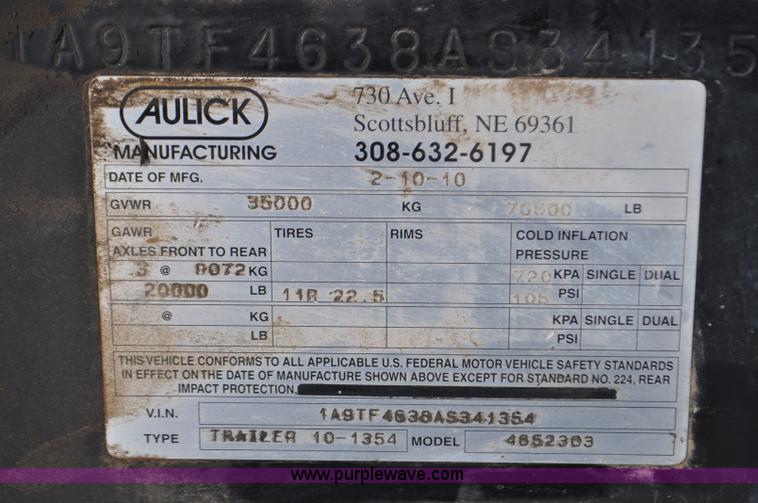 1A9TF4638AS34135
AULICK
MANUFACTURING
730 Ave. I
Scottsbluff, NE 69361
308-632-6197
DATE OF MFG. 2-10-10
GVWR 35000 KG 76500 LB
GAWR TIRES RIMS COLD INFLATION
AXLES FRONT TO REAR PRESSURE
3 @ 9072 KG 720 KPA SINGLE DUAL
20000 LB 11R 22.5 105 PSI
@ KG KPA SINGLE DUAL
LB PSI
THIS VEHICLE CONFORMS TO ALL APPLICABLE U.S. FEDERAL MOTOR VEHICLE SAFETY STANDARDS
IN EFFECT ON THE DATE OF MANUFACTURE SHOWN ABOVE EXCEPT FOR STANDARD NO. 224, REAR
IMPACT PROTECTION.
V.I.N. 1A9TF4638AS341354
TYPE TRAILER 10-1354 MODEL 4652303
www.purplewave.com